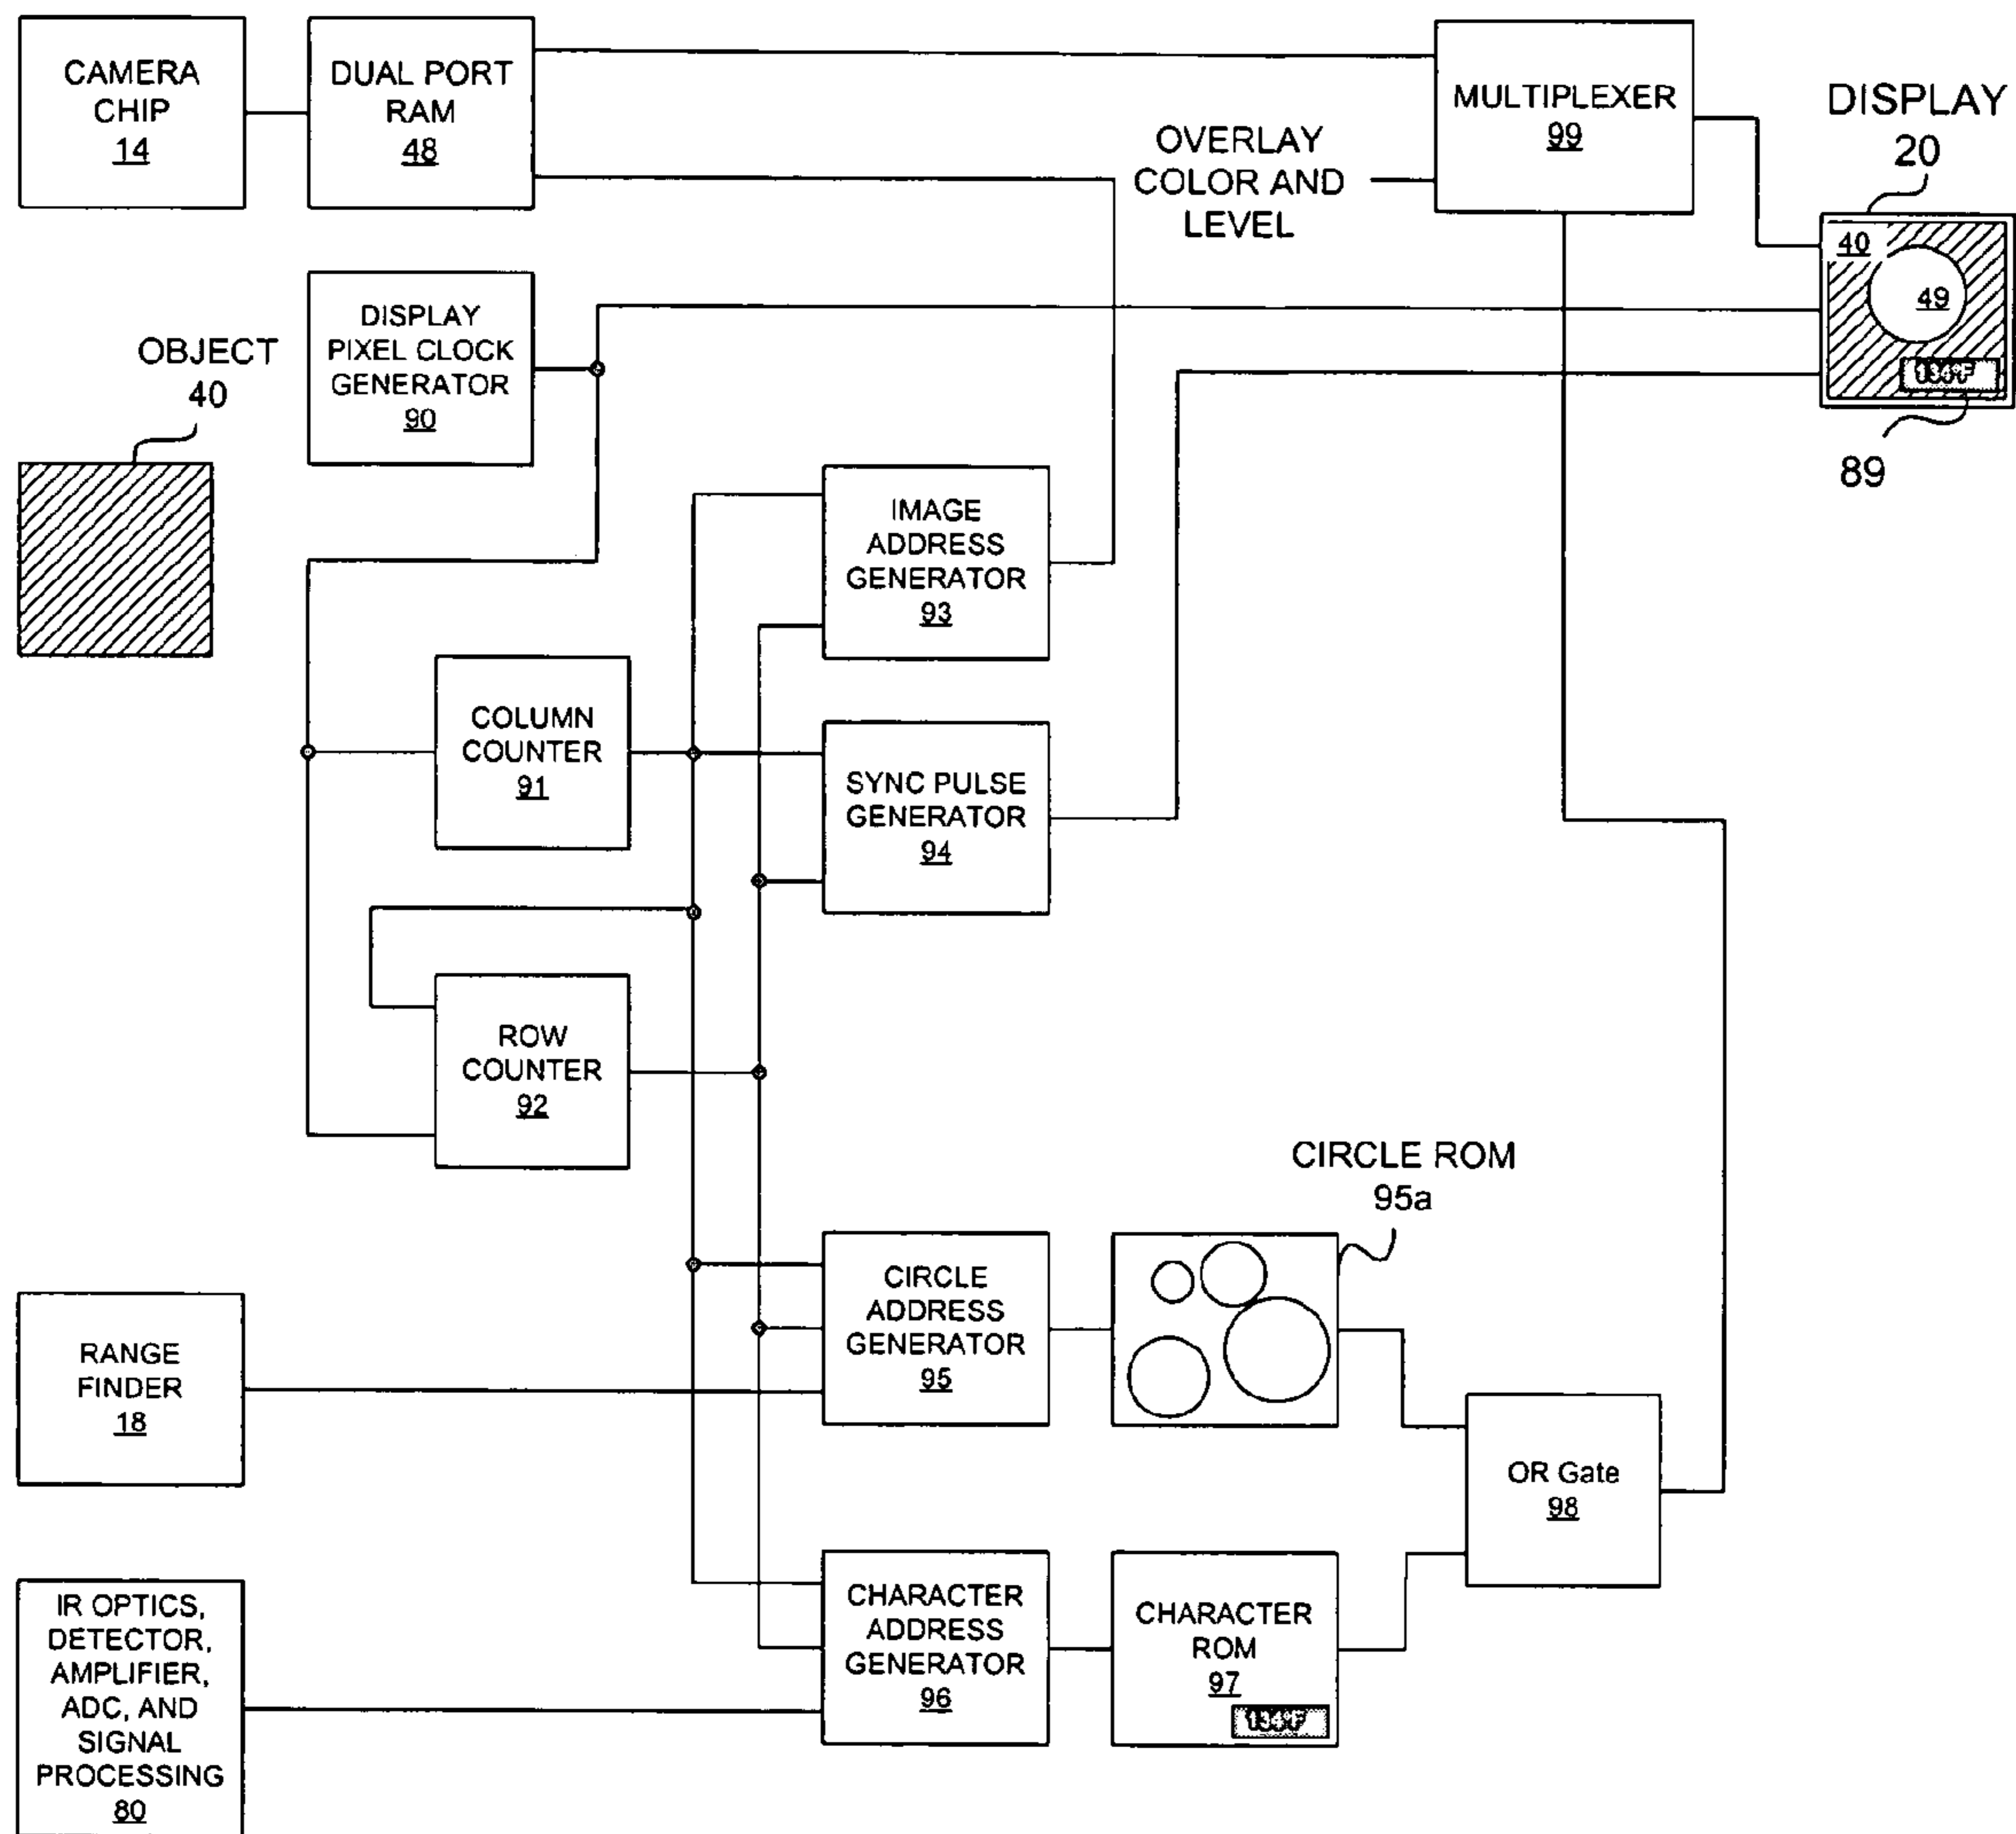 CAMERA
CHIP
14
DUAL PORT
RAM
48
MULTIPLEXER
99
OVERLAY
COLOR AND
LEVEL
DISPLAY
20
40
49
134°F
89
DISPLAY
PIXEL CLOCK
GENERATOR
90
OBJECT
40
IMAGE
ADDRESS
GENERATOR
93
COLUMN
COUNTER
91
SYNC PULSE
GENERATOR
94
ROW
COUNTER
92
CIRCLE ROM
95a
CIRCLE
ADDRESS
GENERATOR
95
RANGE
FINDER
18
OR Gate
98
IR OPTICS,
DETECTOR,
AMPLIFIER,
ADC, AND
SIGNAL
PROCESSING
80
CHARACTER
ADDRESS
GENERATOR
96
CHARACTER
ROM
97
134°F